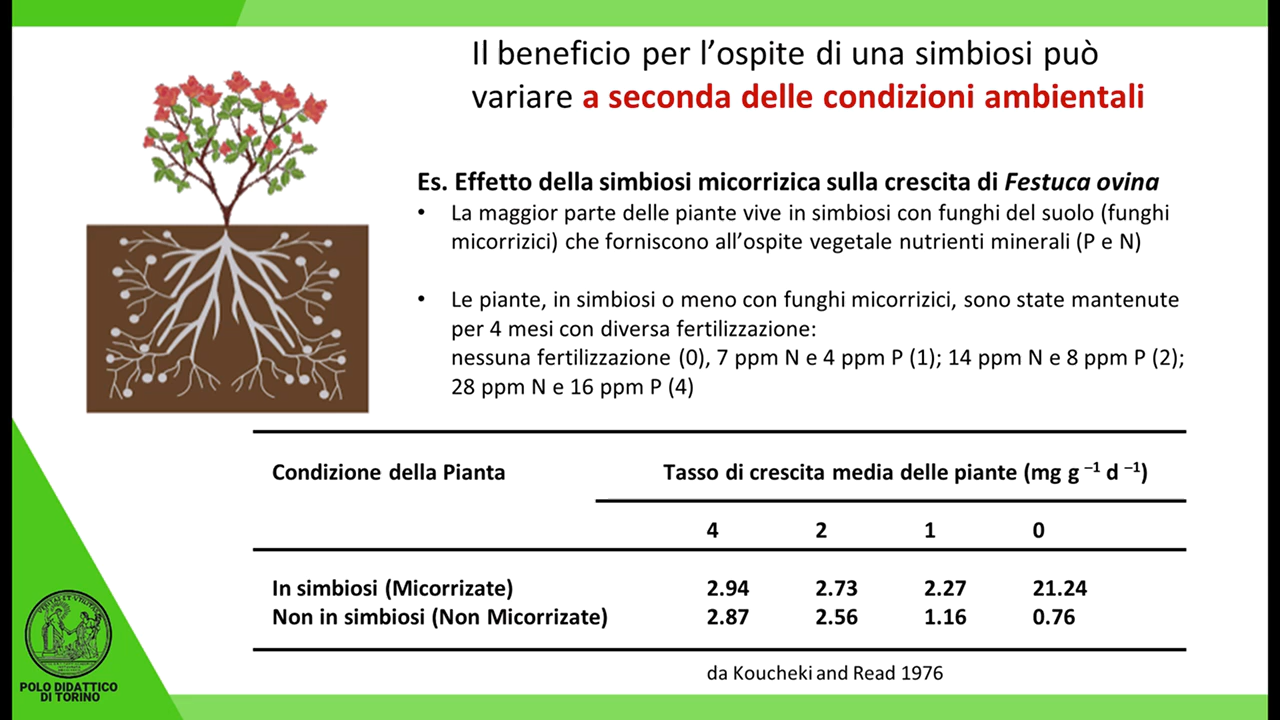 Il beneficio per l’ospite di una simbiosi può
variare a seconda delle condizioni ambientali
Es. Effetto della simbiosi micorrizica sulla crescita di Festuca ovina
• La maggior parte delle piante vive in simbiosi con funghi del suolo (funghi
micorrizici) che forniscono all’ospite vegetale nutrienti minerali (P e N)
• Le piante, in simbiosi o meno con funghi micorrizici, sono state mantenute
per 4 mesi con diversa fertilizzazione:
nessuna fertilizzazione (0), 7 ppm N e 4 ppm P (1); 14 ppm N e 8 ppm P (2);
28 ppm N e 16 ppm P (4)
Condizione della Pianta Tasso di crescita media delle piante (mg g –1 d –1)
4 2 1 0
In simbiosi (Micorrizate) 2.94 2.73 2.27 21.24
Non in simbiosi (Non Micorrizate) 2.87 2.56 1.16 0.76
da Koucheki and Read 1976
POLO DIDATTICO
DI TORINO